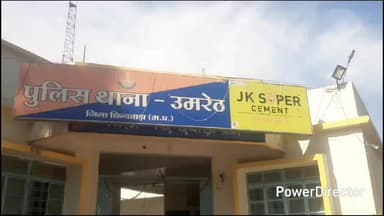 पुलिस थाना - उमरेठ
जिला छिन्दवाड़ा (म.प्र.)
JK SUPER
CEMENT
PowerDirector